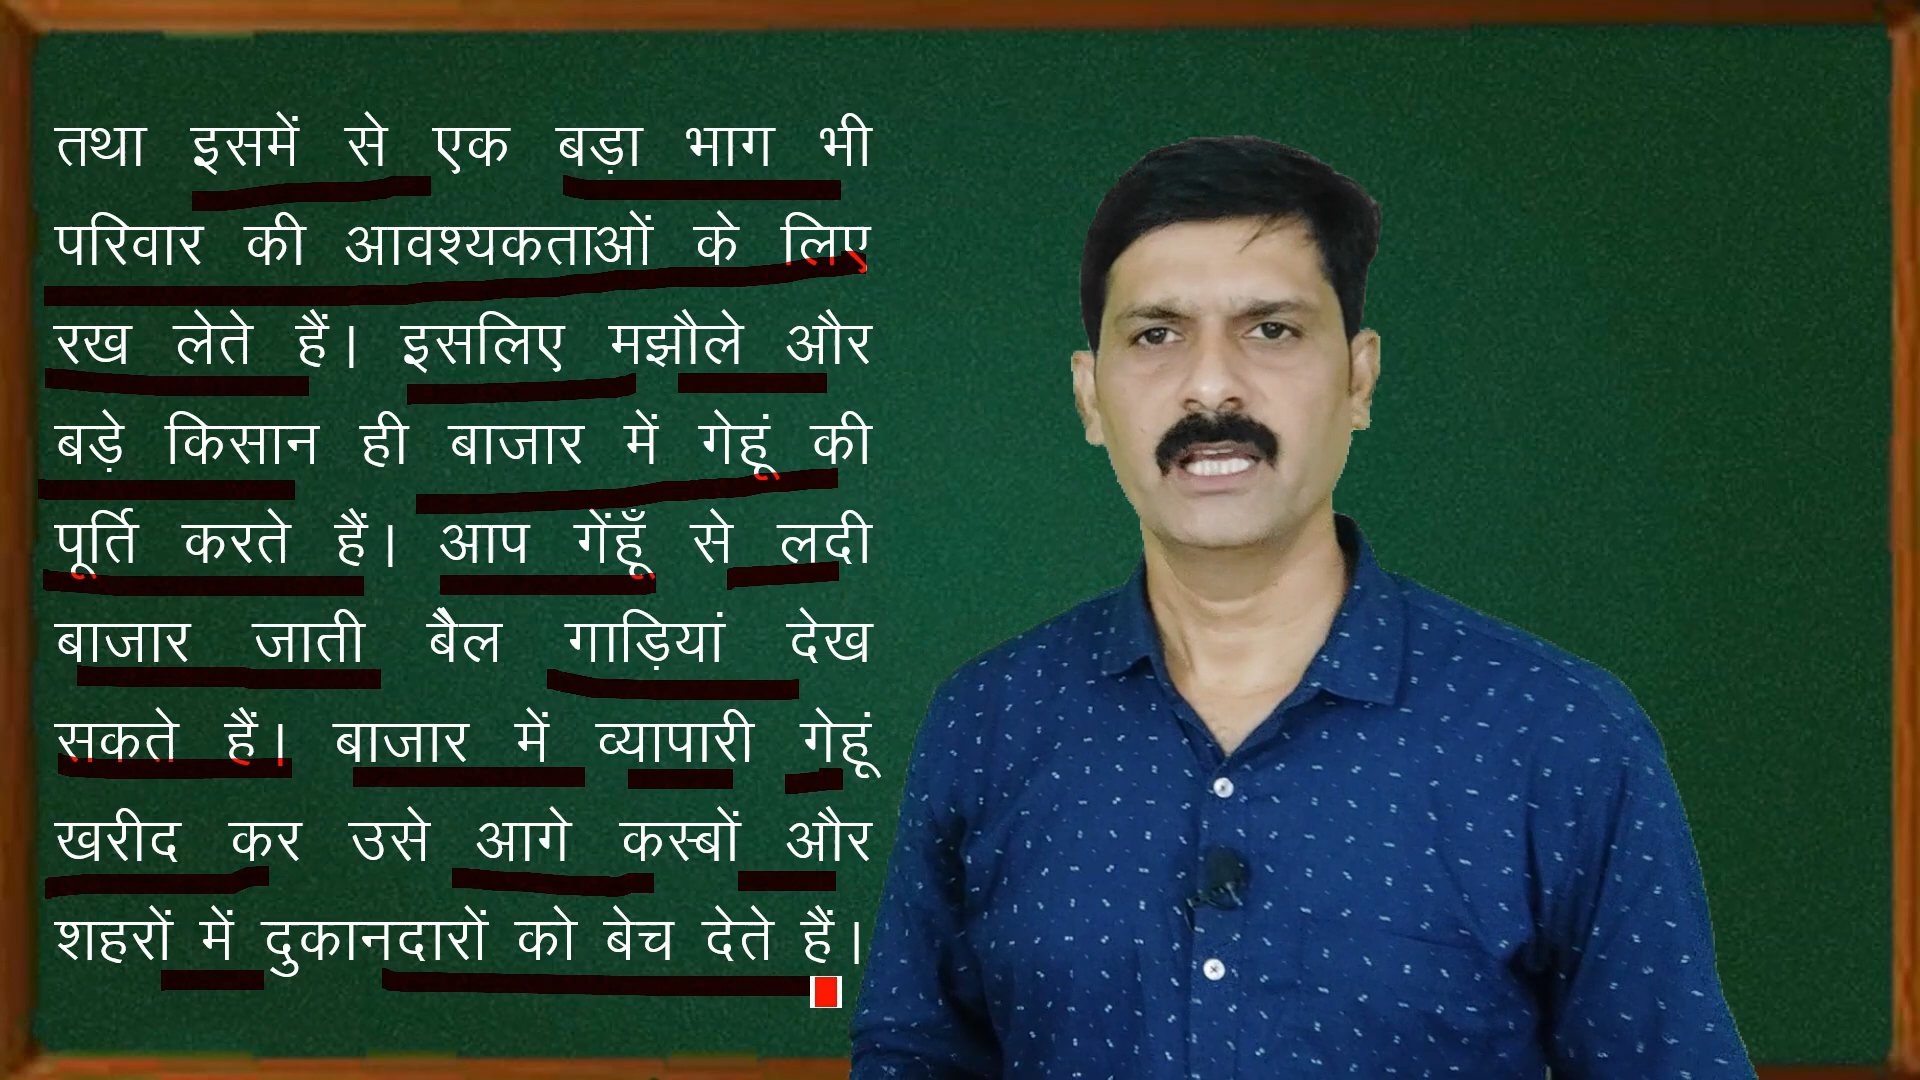 तथा इसमें से एक बड़ा भाग भी
परिवार की आवश्यकताओं के लिए
रख लेते हैं। इसलिए मझौले और
बड़े किसान ही बाजार में गेहूं की
पूर्ति करते हैं। आप गेंहूँ से लदी
बाजार जाती बैल गाड़ियां देख
सकते हैं। बाजार में व्यापारी गेहूं
खरीद कर उसे आगे कस्बों और
शहरों में दुकानदारों को बेच देते हैं।